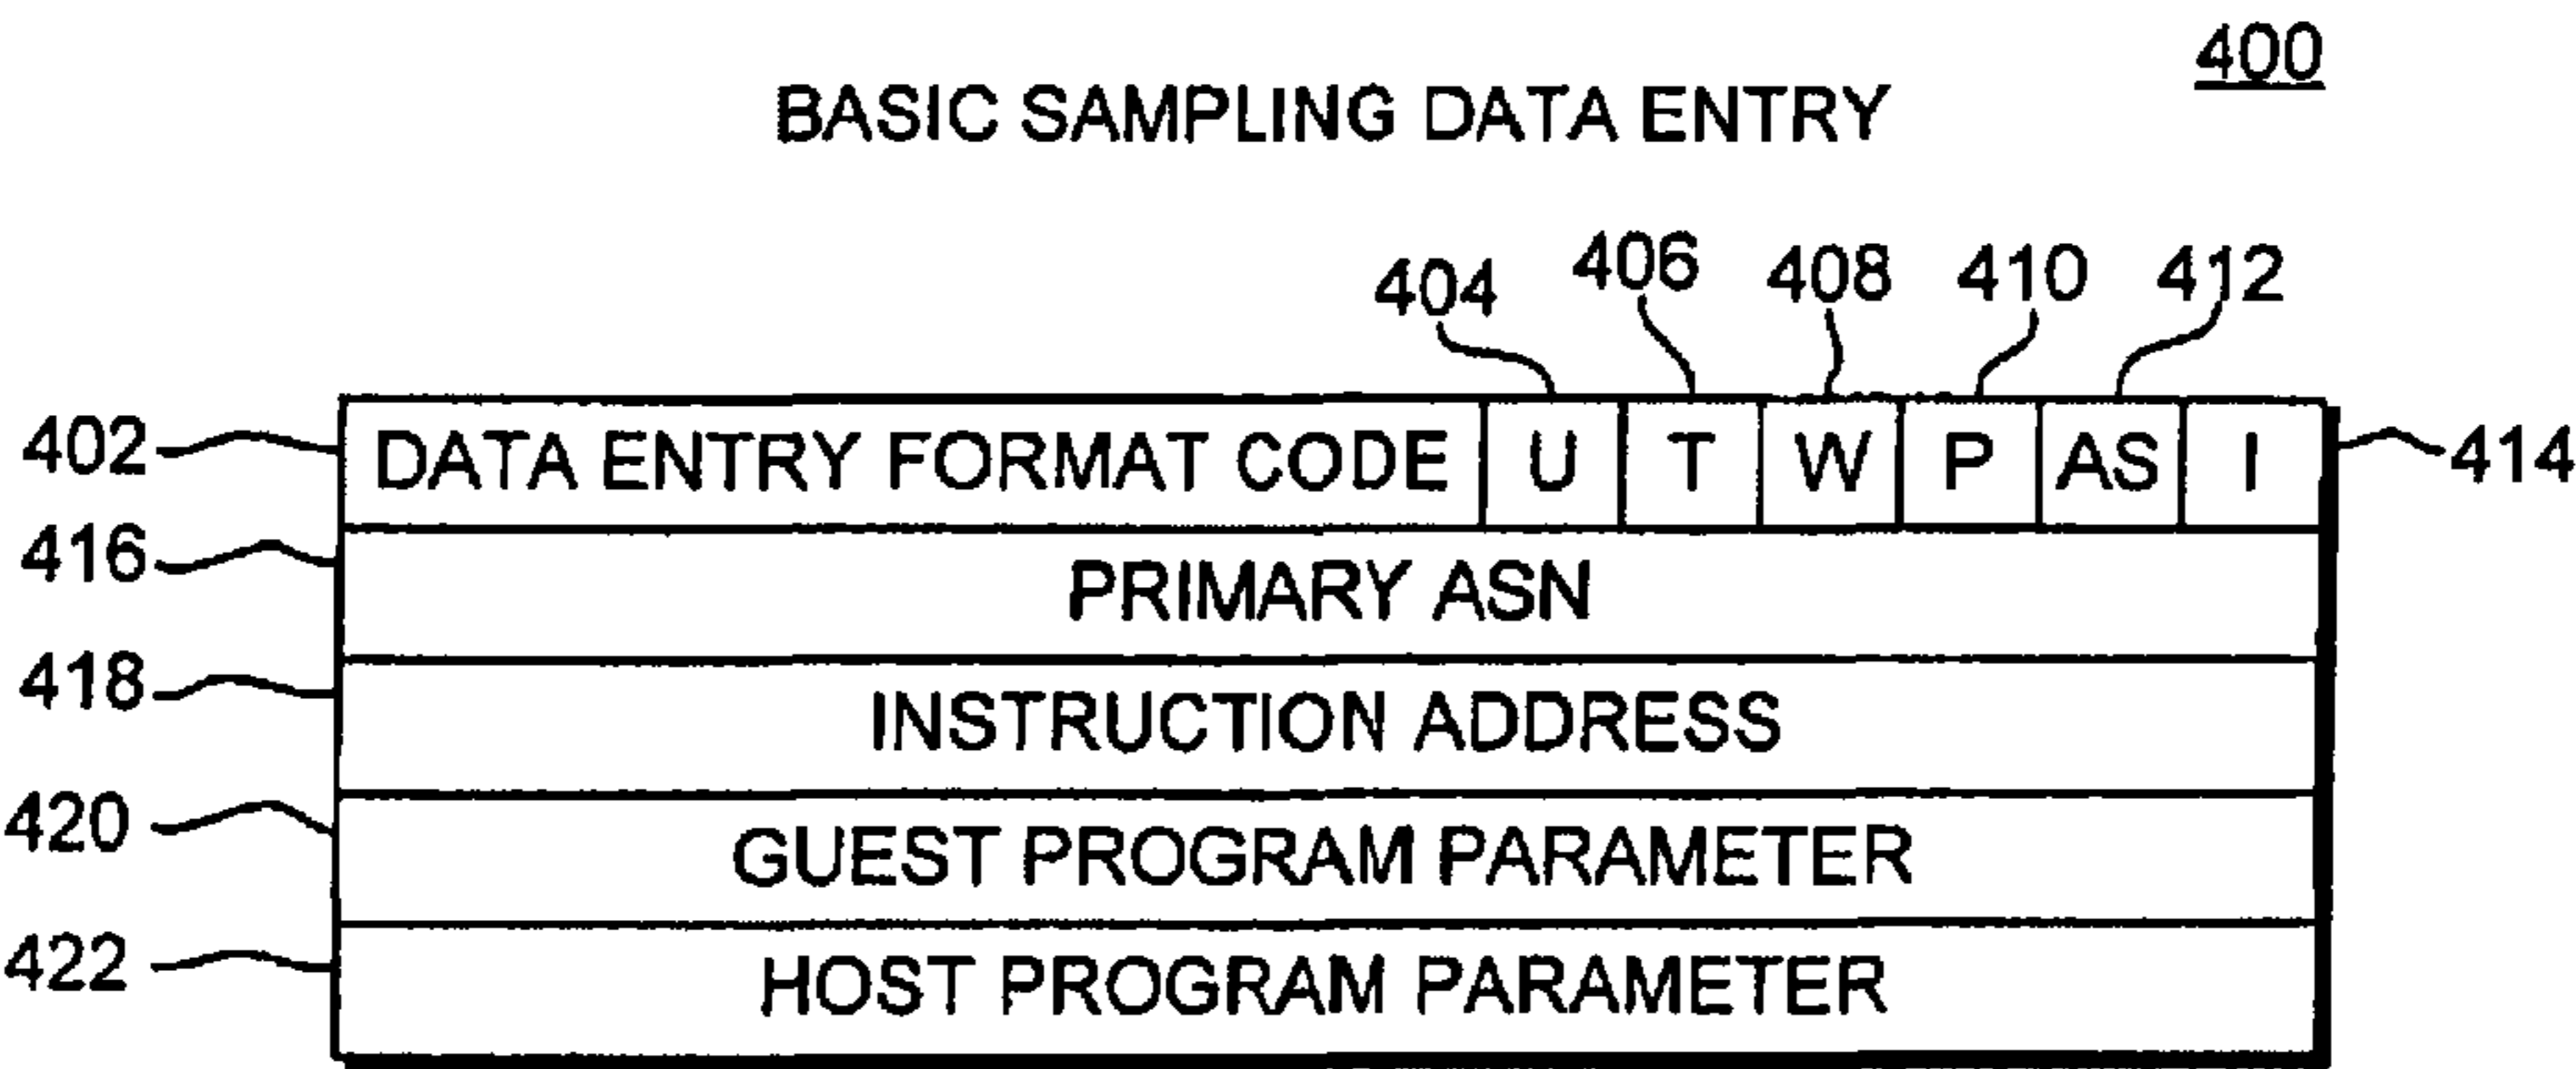 400
BASIC SAMPLING DATA ENTRY
404 406 408 410 412
402 DATA ENTRY FORMAT CODE U T W P AS I 414
416 PRIMARY ASN
418 INSTRUCTION ADDRESS
420 GUEST PROGRAM PARAMETER
422 HOST PROGRAM PARAMETER